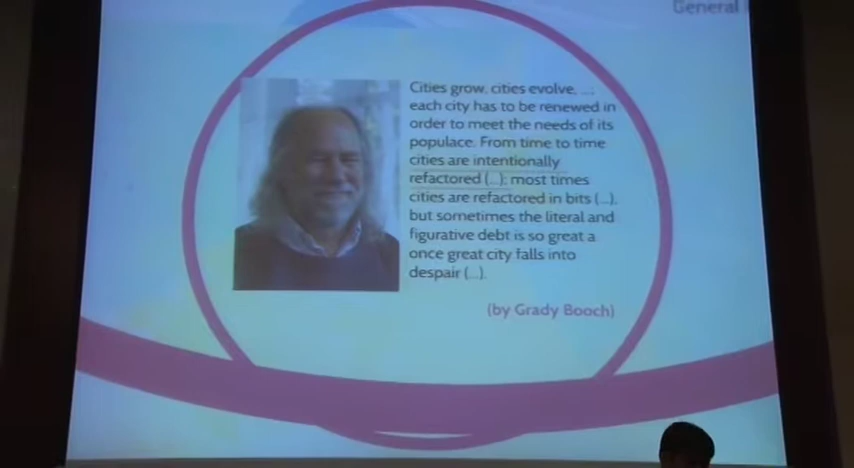 General
Cities grow, cities evolve, ...;
each city has to be renewed in
order to meet the needs of its
populace. From time to time
cities are intentionally
refactored (...); most times
cities are refactored in bits (...),
but sometimes the literal and
figurative debt is so great a
once great city falls into
despair (...).
(by Grady Booch)